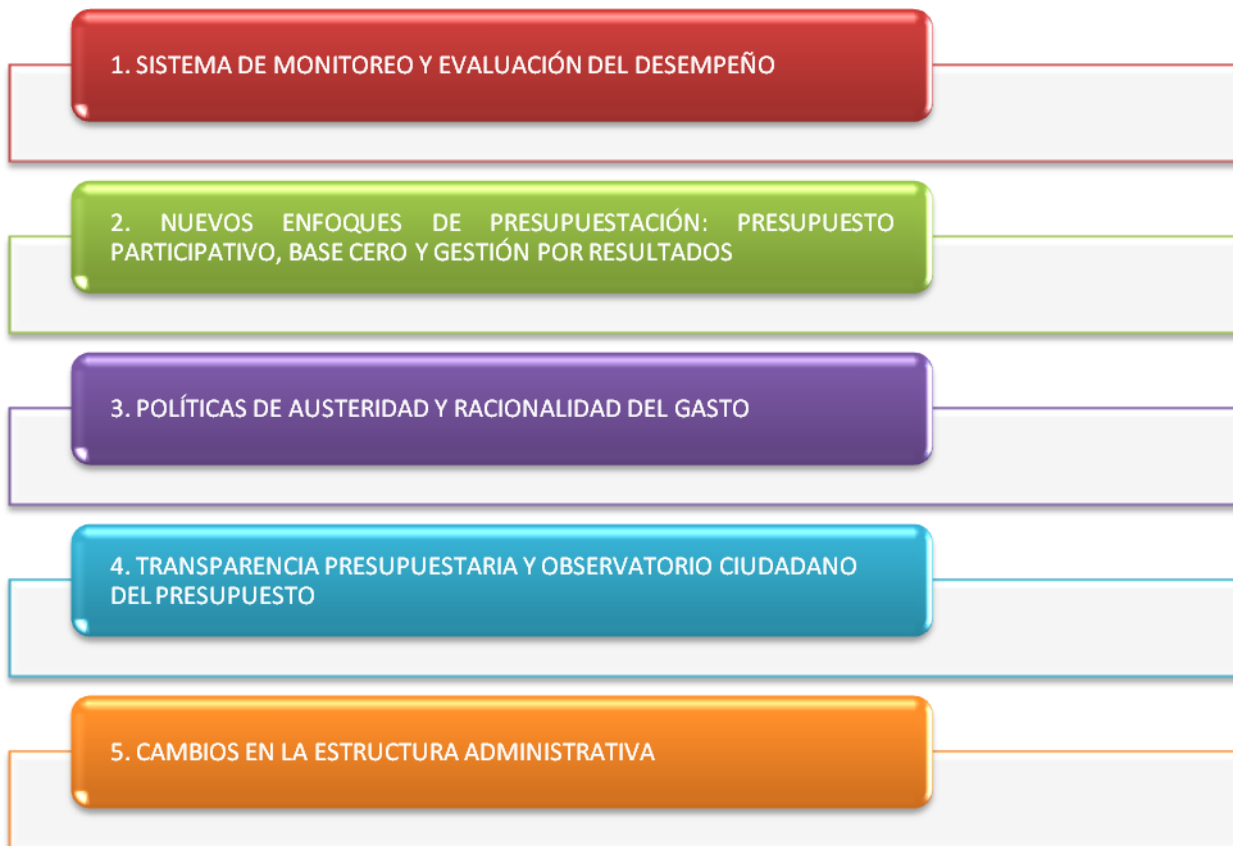 1. SISTEMA DE MONITOREO Y EVALUACIÓN DEL DESEMPEÑO
2. NUEVOS ENFOQUES DE PRESUPUESTACIÓN: PRESUPUESTO
PARTICIPATIVO, BASE CERO Y GESTIÓN POR RESULTADOS
3. POLÍTICAS DE AUSTERIDAD Y RACIONALIDAD DEL GASTO
4. TRANSPARENCIA PRESUPUESTARIA Y OBSERVATORIO CIUDADANO
DEL PRESUPUESTO
5. CAMBIOS EN LA ESTRUCTURA ADMINISTRATIVA